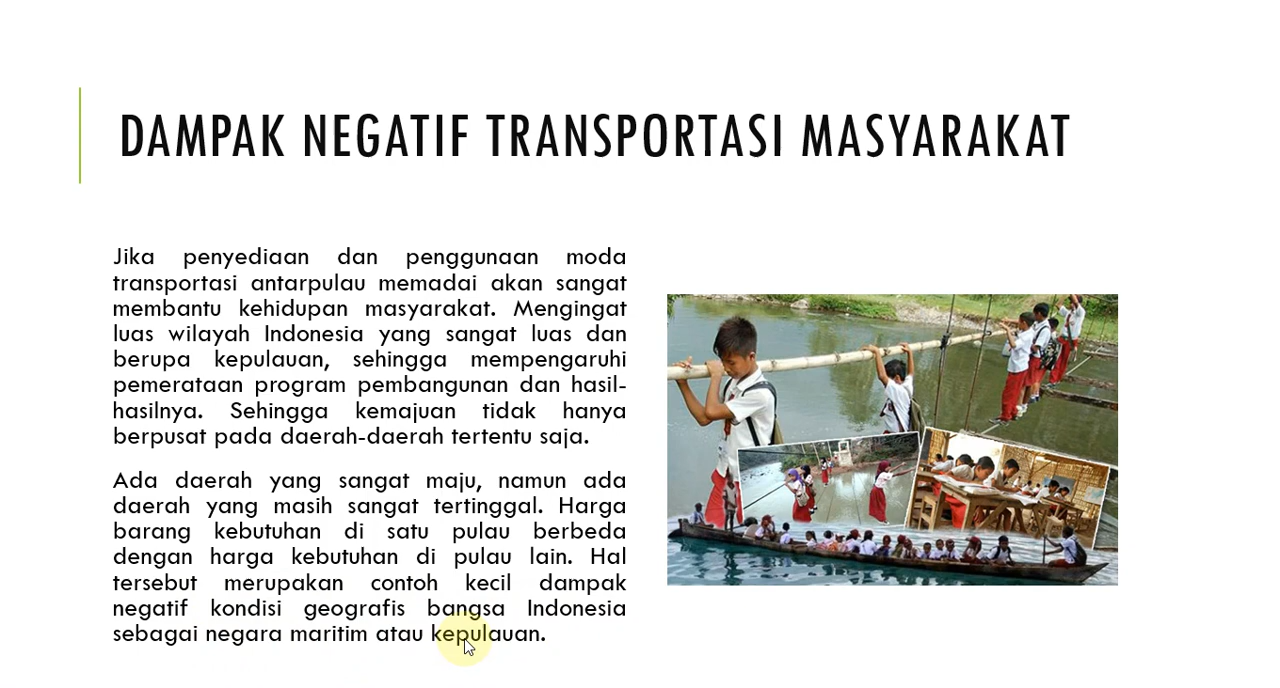 DAMPAK NEGATIF TRANSPORTASI MASYARAKAT
Jika penyediaan dan penggunaan moda
transportasi antarpulau memadai akan sangat
membantu kehidupan masyarakat. Mengingat
luas wilayah Indonesia yang sangat luas dan
berupa kepulauan, sehingga mempengaruhi
pemerataan program pembangunan dan hasil-
hasilnya. Sehingga kemajuan tidak hanya
berpusat pada daerah-daerah tertentu saja.
Ada daerah yang sangat maju, namun ada
daerah yang masih sangat tertinggal. Harga
barang kebutuhan di satu pulau berbeda
dengan harga kebutuhan di pulau lain. Hal
tersebut merupakan contoh kecil dampak
negatif kondisi geografis bangsa Indonesia
sebagai negara maritim atau kepulauan.